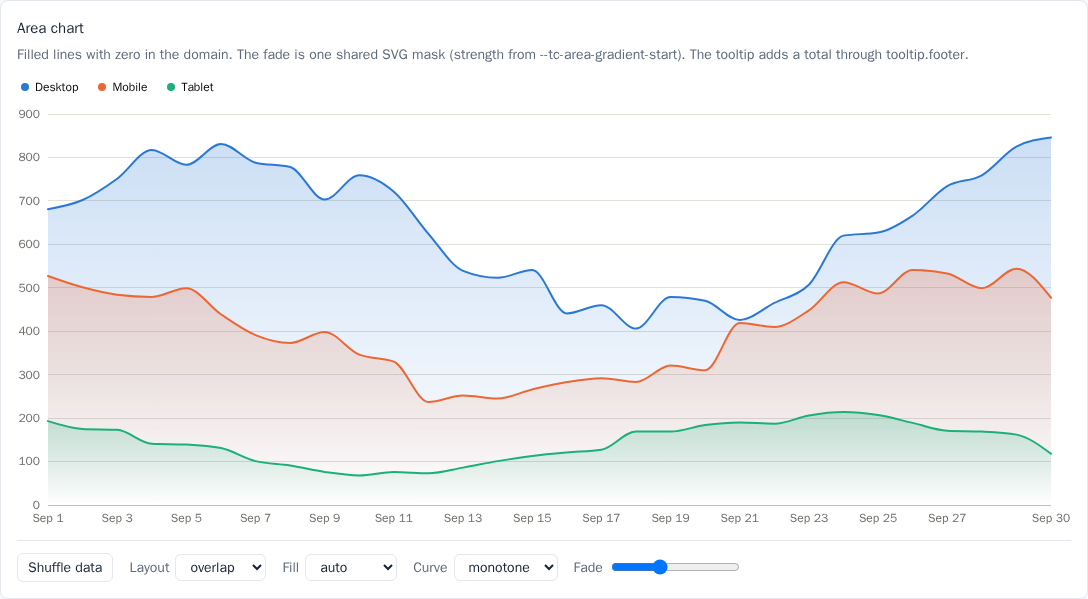 Area chart
Filled lines with zero in the domain. The fade is one shared SVG mask (strength from --tc-area-gradient-start). The tooltip adds a total through tooltip.footer.
Desktop Mobile Tablet
900
800
700
600
500
400
300
200
100
0
Sep 1 Sep 3 Sep 5 Sep 7 Sep 9 Sep 11 Sep 13 Sep 15 Sep 17 Sep 19 Sep 21 Sep 23 Sep 25 Sep 27 Sep 30
Shuffle data Layout overlap Fill auto Curve monotone Fade